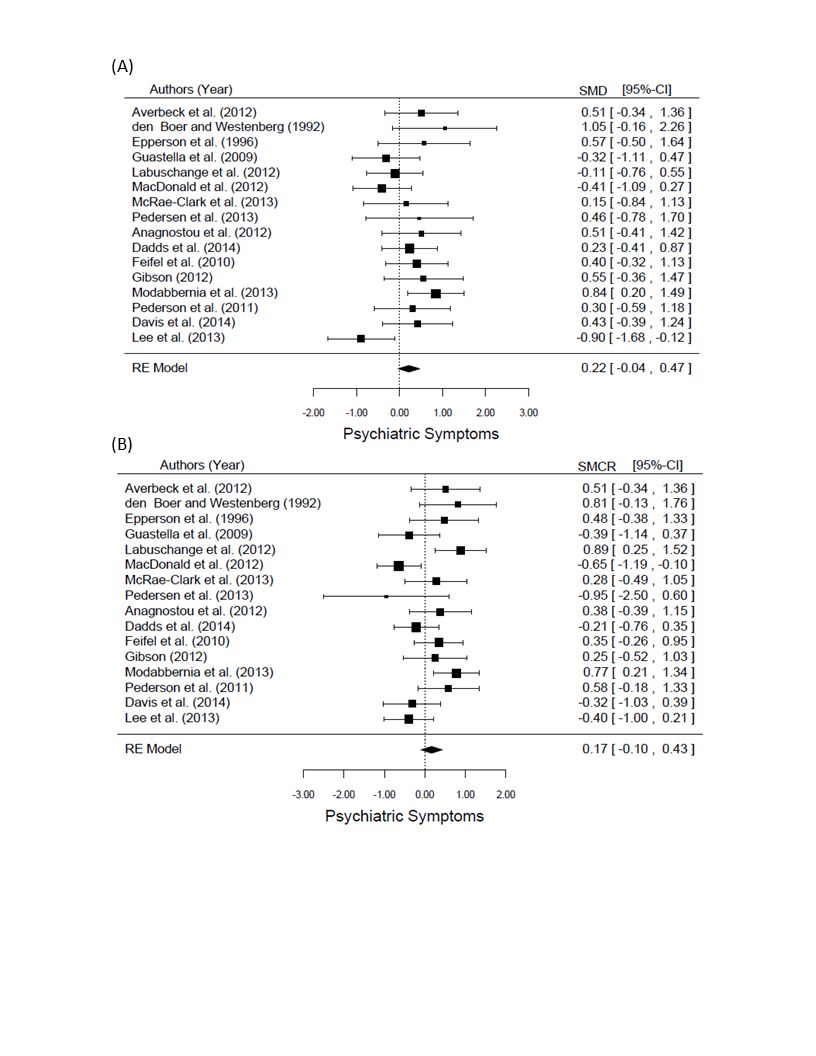 (A)
Authors (Year) SMD [95%-CI]
Averbeck et al. (2012) 0.51 [ -0.34 , 1.36 ]
den Boer and Westenberg (1992) 1.05 [ -0.16 , 2.26 ]
Epperson et al. (1996) 0.57 [ -0.50 , 1.64 ]
Guastella et al. (2009) -0.32 [ -1.11 , 0.47 ]
Labuschange et al. (2012) -0.11 [ -0.76 , 0.55 ]
MacDonald et al. (2012) -0.41 [ -1.09 , 0.27 ]
McRae-Clark et al. (2013) 0.15 [ -0.84 , 1.13 ]
Pedersen et al. (2013) 0.46 [ -0.78 , 1.70 ]
Anagnostou et al. (2012) 0.51 [ -0.41 , 1.42 ]
Dadds et al. (2014) 0.23 [ -0.41 , 0.87 ]
Feifel et al. (2010) 0.40 [ -0.32 , 1.13 ]
Gibson (2012) 0.55 [ -0.36 , 1.47 ]
Modabbernia et al. (2013) 0.84 [ 0.20 , 1.49 ]
Pederson et al. (2011) 0.30 [ -0.59 , 1.18 ]
Davis et al. (2014) 0.43 [ -0.39 , 1.24 ]
Lee et al. (2013) -0.90 [ -1.68 , -0.12 ]
RE Model 0.22 [ -0.04 , 0.47 ]
-2.00 -1.00 0.00 1.00 2.00 3.00
Psychiatric Symptoms
(B)
Authors (Year) SMCR [95%-CI]
Averbeck et al. (2012) 0.51 [ -0.34 , 1.36 ]
den Boer and Westenberg (1992) 0.81 [ -0.13 , 1.76 ]
Epperson et al. (1996) 0.48 [ -0.38 , 1.33 ]
Guastella et al. (2009) -0.39 [ -1.14 , 0.37 ]
Labuschange et al. (2012) 0.89 [ 0.25 , 1.52 ]
MacDonald et al. (2012) -0.65 [ -1.19 , -0.10 ]
McRae-Clark et al. (2013) 0.28 [ -0.49 , 1.05 ]
Pedersen et al. (2013) -0.95 [ -2.50 , 0.60 ]
Anagnostou et al. (2012) 0.38 [ -0.39 , 1.15 ]
Dadds et al. (2014) -0.21 [ -0.76 , 0.35 ]
Feifel et al. (2010) 0.35 [ -0.26 , 0.95 ]
Gibson (2012) 0.25 [ -0.52 , 1.03 ]
Modabbernia et al. (2013) 0.77 [ 0.21 , 1.34 ]
Pederson et al. (2011) 0.58 [ -0.18 , 1.33 ]
Davis et al. (2014) -0.32 [ -1.03 , 0.39 ]
Lee et al. (2013) -0.40 [ -1.00 , 0.21 ]
RE Model 0.17 [ -0.10 , 0.43 ]
-3.00 -2.00 -1.00 0.00 1.00 2.00
Psychiatric Symptoms